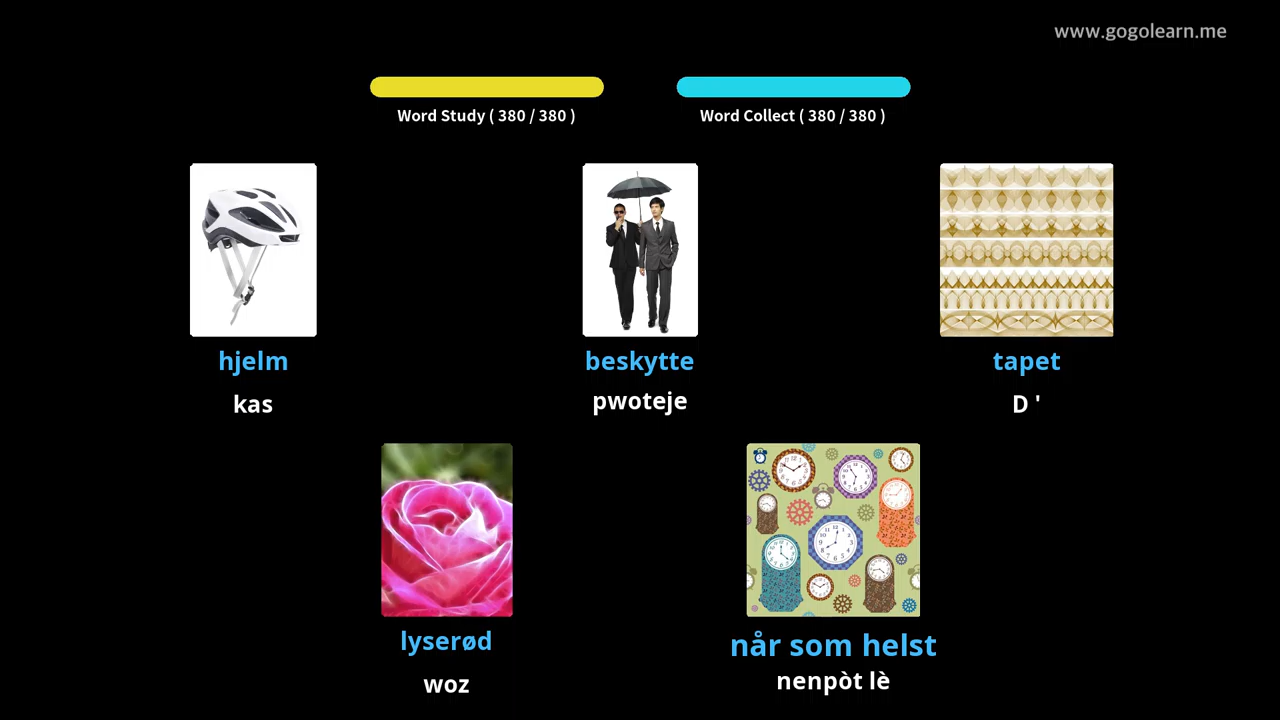 www.gogolearn.me
Word Study ( 380 / 380 )
Word Collect ( 380 / 380 )
hjelm
beskytte
tapet
kas
pwoteje
D '
lyserød
når som helst
woz
nenpòt lè